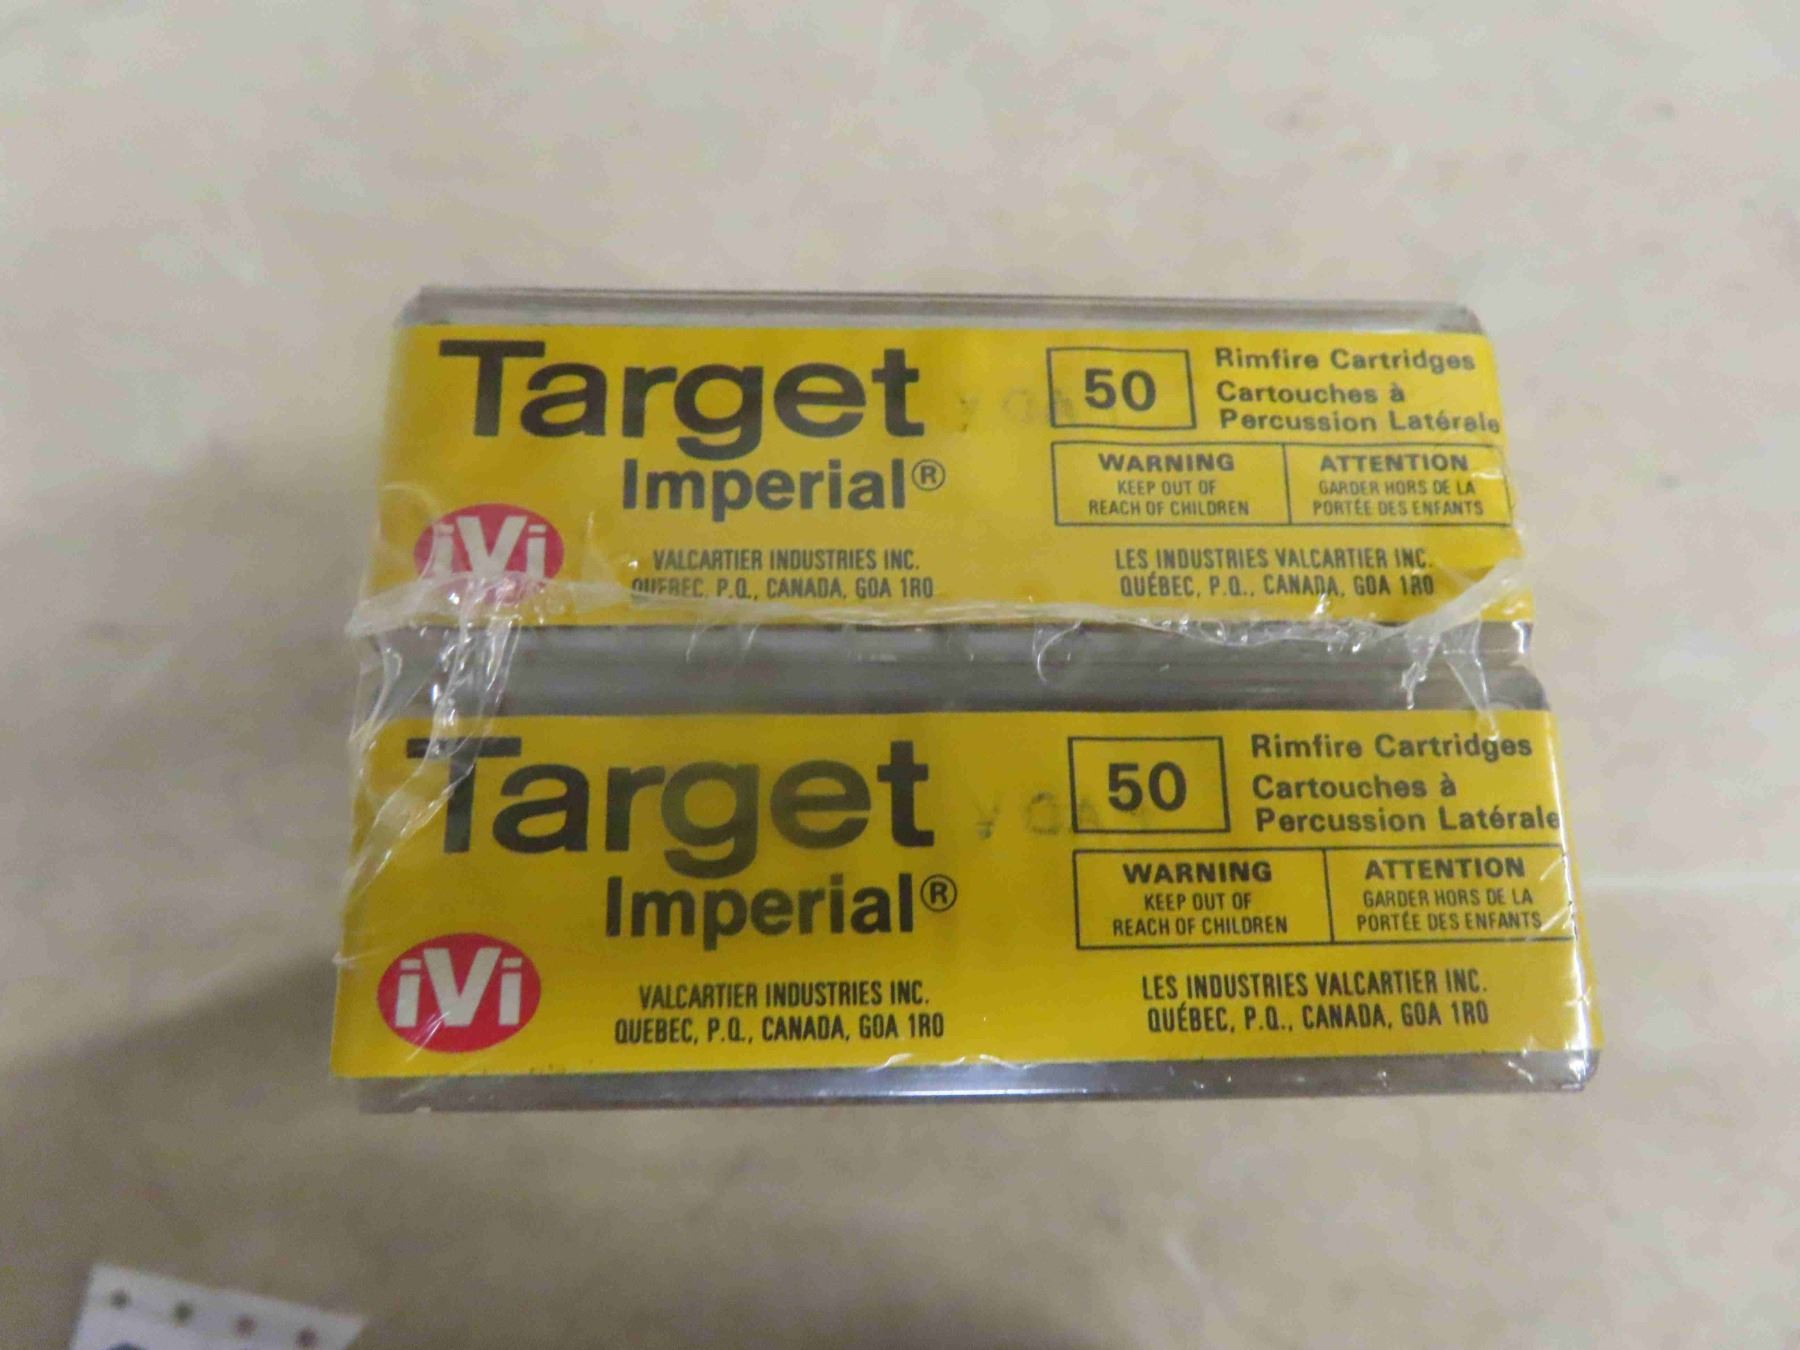 Target
Imperial®
iVi
VALCARTIER INDUSTRIES INC.
QUEBEC, P.Q., CANADA, G0A 1R0
50
Rimfire Cartridges
Cartouches à
Percussion Latérale
WARNING
KEEP OUT OF
REACH OF CHILDREN
ATTENTION
GARDER HORS DE LA
PORTÉE DES ENFANTS
LES INDUSTRIES VALCARTIER INC.
QUÉBEC, P.Q., CANADA, G0A 1R0
Target
Imperial®
iVi
VALCARTIER INDUSTRIES INC.
QUEBEC, P.Q., CANADA, G0A 1R0
50
Rimfire Cartridges
Cartouches à
Percussion Latérale
WARNING
KEEP OUT OF
REACH OF CHILDREN
ATTENTION
GARDER HORS DE LA
PORTÉE DES ENFANTS
LES INDUSTRIES VALCARTIER INC.
QUÉBEC, P.Q., CANADA, G0A 1R0